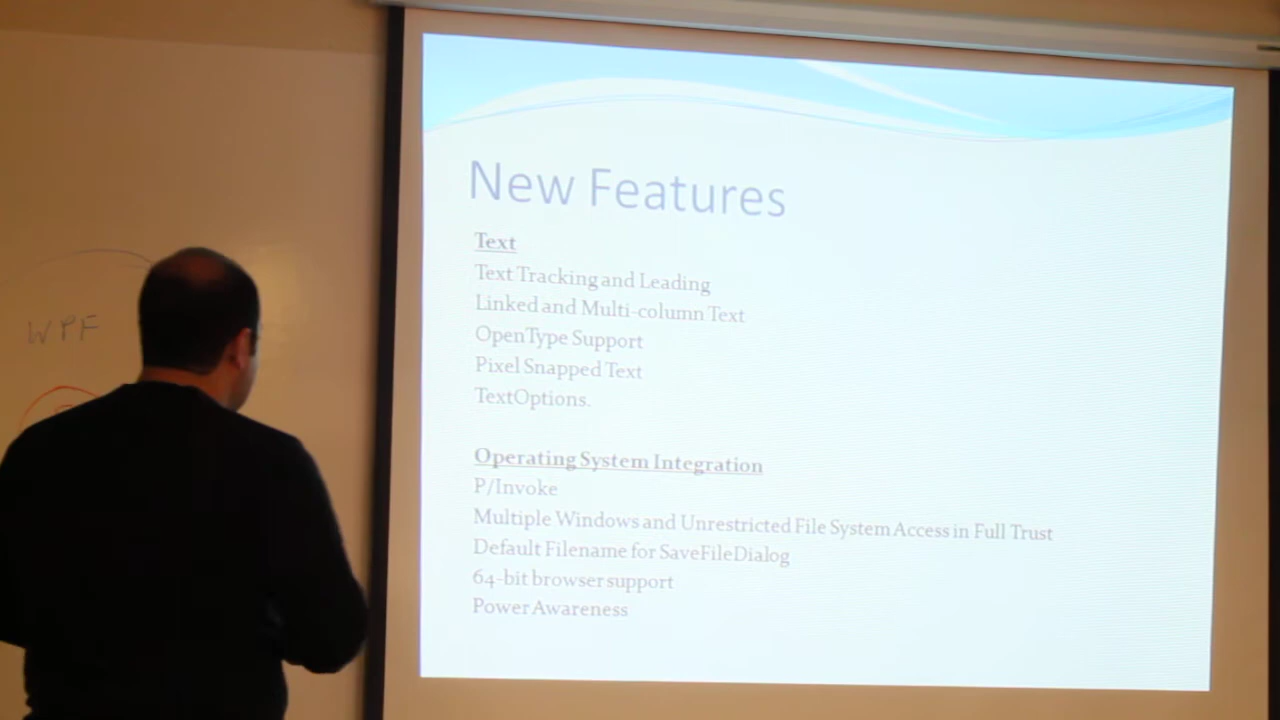 New Features
Text
Text Tracking and Leading
Linked and Multi-column Text
OpenType Support
Pixel Snapped Text
TextOptions.
Operating System Integration
P/Invoke
Multiple Windows and Unrestricted File System Access in Full Trust
Default Filename for SaveFileDialog
64-bit browser support
Power Awareness
WPF